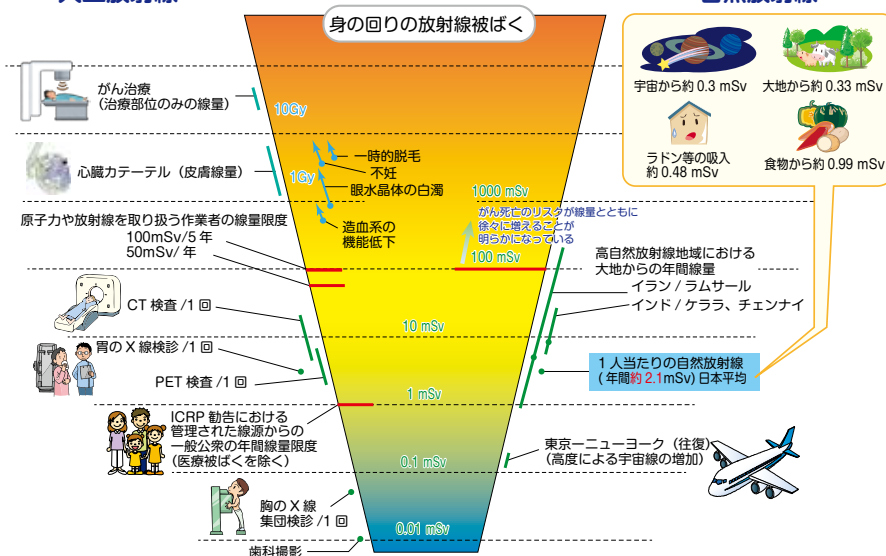 身の回りの放射線被ばく
がん治療
(治療部位のみの線量)
10Gy
心臓カテーテル(皮膚線量)
1Gy
一時的脱毛
不妊
眼水晶体の白濁
造血系の
機能低下
原子力や放射線を取り扱う作業者の線量限度
100mSv/5年
50mSv/年
CT検査/1回
胃のX線検診/1回
PET検査/1回
ICRP勧告における
管理された線源からの
一般公衆の年間線量限度
(医療被ばくを除く)
胸のX線
集団検診/1回
歯科撮影
1000 mSv
がん死亡のリスクが線量とともに
徐々に増えることが
明らかになっている
100 mSv
10 mSv
1 mSv
0.1 mSv
0.01 mSv
宇宙から約0.3 mSv
大地から約0.33 mSv
ラドン等の吸入
約0.48 mSv
食物から約0.99 mSv
高自然放射線地域における
大地からの年間線量
イラン/ラムサール
インド/ケララ、チェンナイ
1人当たりの自然放射線
(年間約2.1mSv)日本平均
東京ーニューヨーク(往復)
(高度による宇宙線の増加)